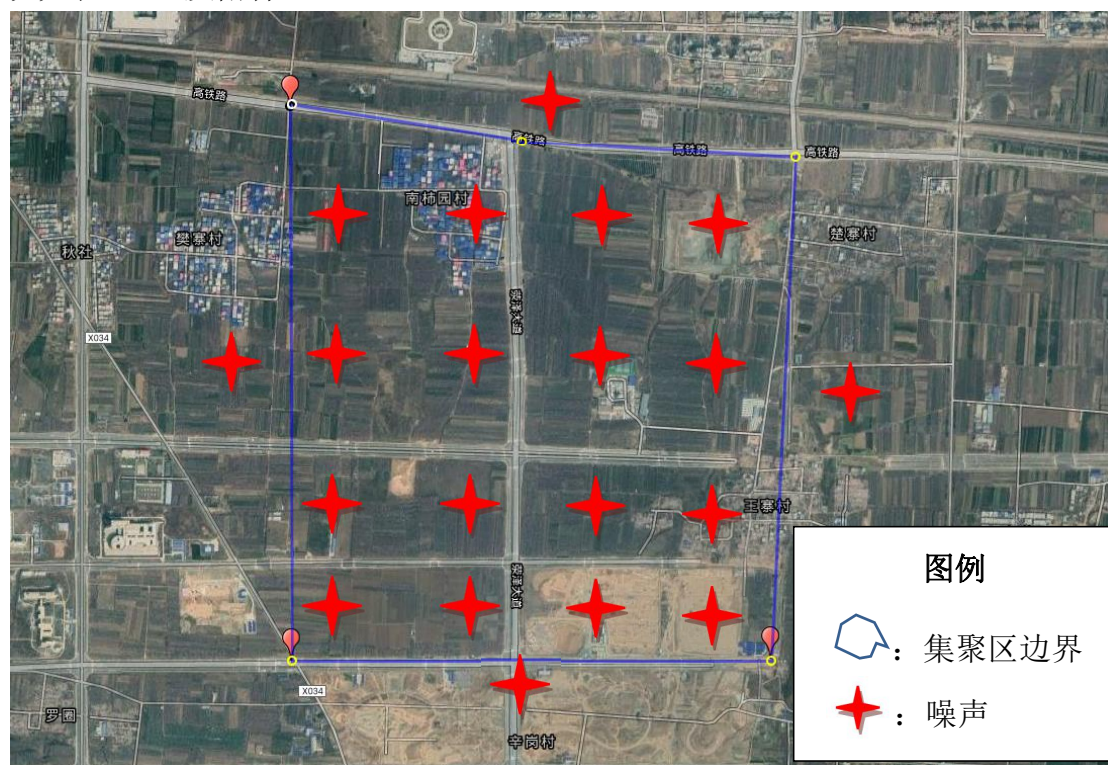 高铁路
高铁路
高铁路
高铁路
南柿园村
樊寨村
楚寨村
秋社
X034
王寨村
图例
：集聚区边界
X034
：噪声
罗圈
辛岗村